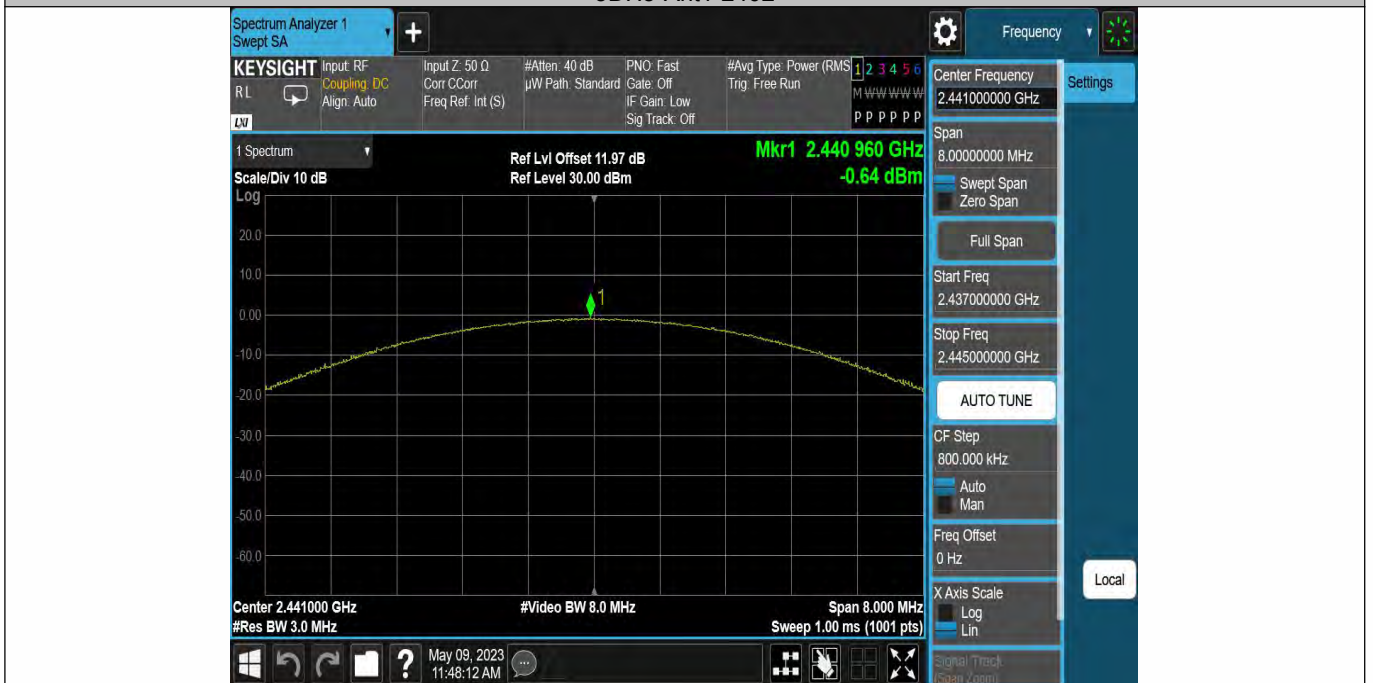 Spectrum Analyzer 1
Swept SA
+
Frequency
KEYSIGHT
RL
LXI
Input: RF
Coupling: DC
Align: Auto
Input Z: 50 Ω
Corr CCorr
Freq Ref: Int (S)
#Atten: 40 dB
µW Path: Standard
PNO: Fast
Gate: Off
IF Gain: Low
Sig Track: Off
#Avg Type: Power (RMS
Trig: Free Run
1 2 3 4 5 6
M W W W W W
P P P P P P
1 Spectrum
Scale/Div 10 dB
Ref Lvl Offset 11.97 dB
Ref Level 30.00 dBm
Mkr1 2.440 960 GHz
-0.64 dBm
Log
20.0
10.0
0.00
-10.0
-20.0
-30.0
-40.0
-50.0
-60.0
1
Center 2.441000 GHz
#Res BW 3.0 MHz
#Video BW 8.0 MHz
Span 8.000 MHz
Sweep 1.00 ms (1001 pts)
Center Frequency
2.441000000 GHz
Settings
Span
8.00000000 MHz
Swept Span
Zero Span
Full Span
Start Freq
2.437000000 GHz
Stop Freq
2.445000000 GHz
AUTO TUNE
CF Step
800.000 kHz
Auto
Man
Freq Offset
0 Hz
X Axis Scale
Log
Lin
Signal Track
(Span Zoom)
Local
?
May 09, 2023
11:48:12 AM